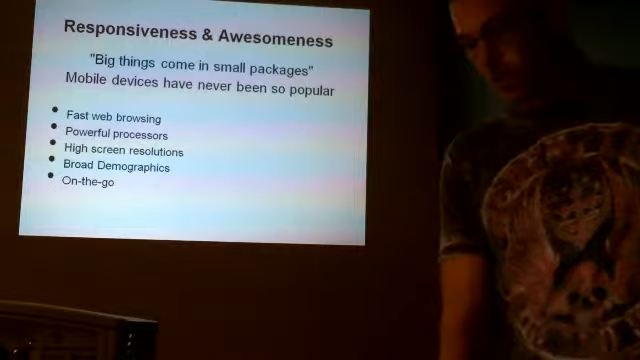 Responsiveness & Awesomeness
"Big things come in small packages"
Mobile devices have never been so popular
• Fast web browsing
• Powerful processors
• High screen resolutions
• Broad Demographics
• On-the-go